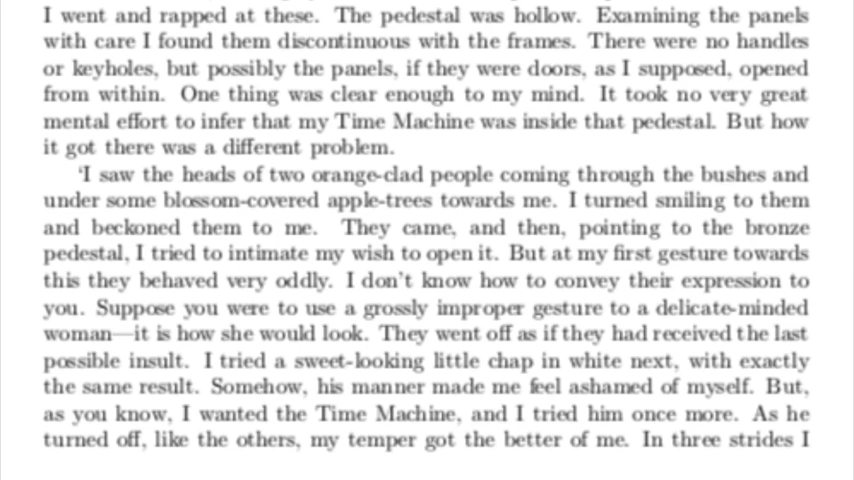 I went and rapped at these. The pedestal was hollow. Examining the panels
with care I found them discontinuous with the frames. There were no handles
or keyholes, but possibly the panels, if they were doors, as I supposed, opened
from within. One thing was clear enough to my mind. It took no very great
mental effort to infer that my Time Machine was inside that pedestal. But how
it got there was a different problem.
‘I saw the heads of two orange-clad people coming through the bushes and
under some blossom-covered apple-trees towards me. I turned smiling to them
and beckoned them to me. They came, and then, pointing to the bronze
pedestal, I tried to intimate my wish to open it. But at my first gesture towards
this they behaved very oddly. I don’t know how to convey their expression to
you. Suppose you were to use a grossly improper gesture to a delicate-minded
woman—it is how she would look. They went off as if they had received the last
possible insult. I tried a sweet-looking little chap in white next, with exactly
the same result. Somehow, his manner made me feel ashamed of myself. But,
as you know, I wanted the Time Machine, and I tried him once more. As he
turned off, like the others, my temper got the better of me. In three strides I